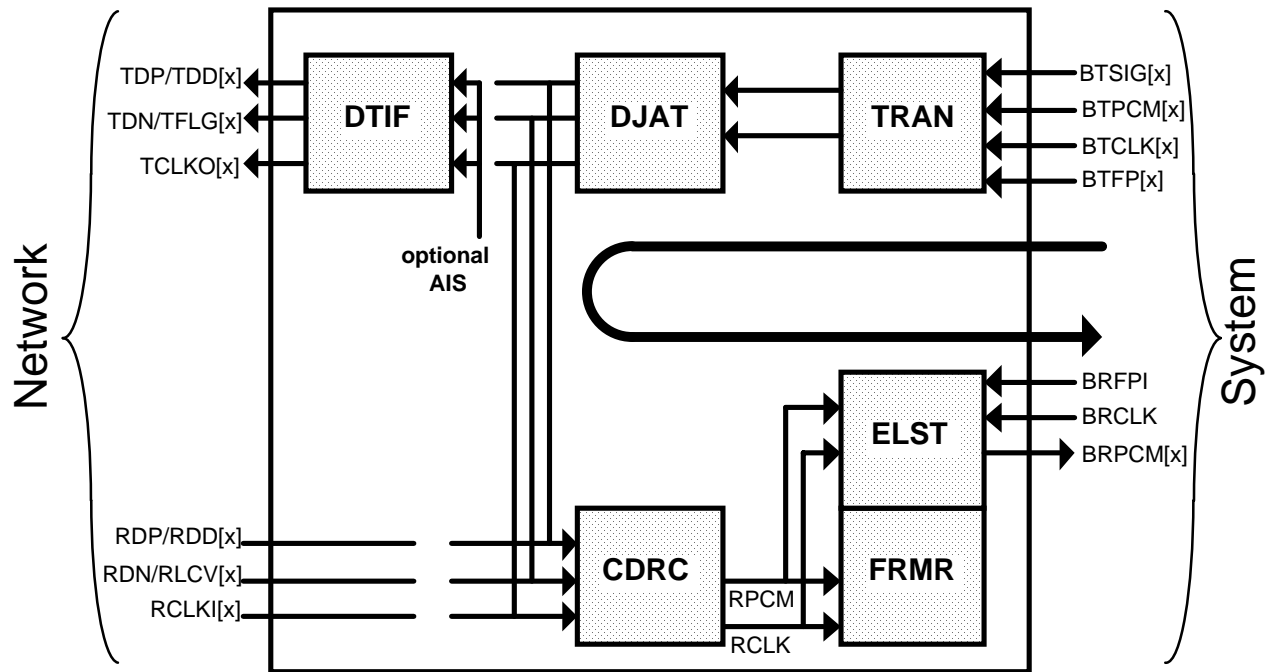 TDP/TDD[x]
TDN/TFLG[x]
TCLKO[x]
DTIF
DJAT
TRAN
BTSIG[x]
BTPCM[x]
BTCLK[x]
BTFP[x]
optional
AIS
Network
System
BRFPI
BRCLK
BRPCM[x]
ELST
RDP/RDD[x]
RDN/RLCV[x]
RCLKI[x]
CDRC
RPCM
RCLK
FRMR